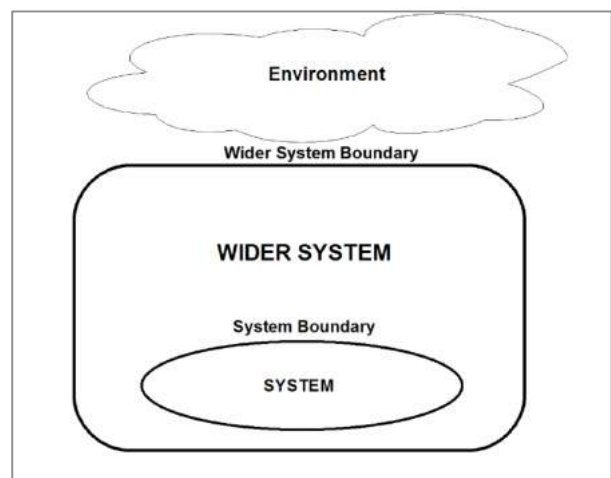 Environment
Wider System Boundary
WIDER SYSTEM
System Boundary
SYSTEM